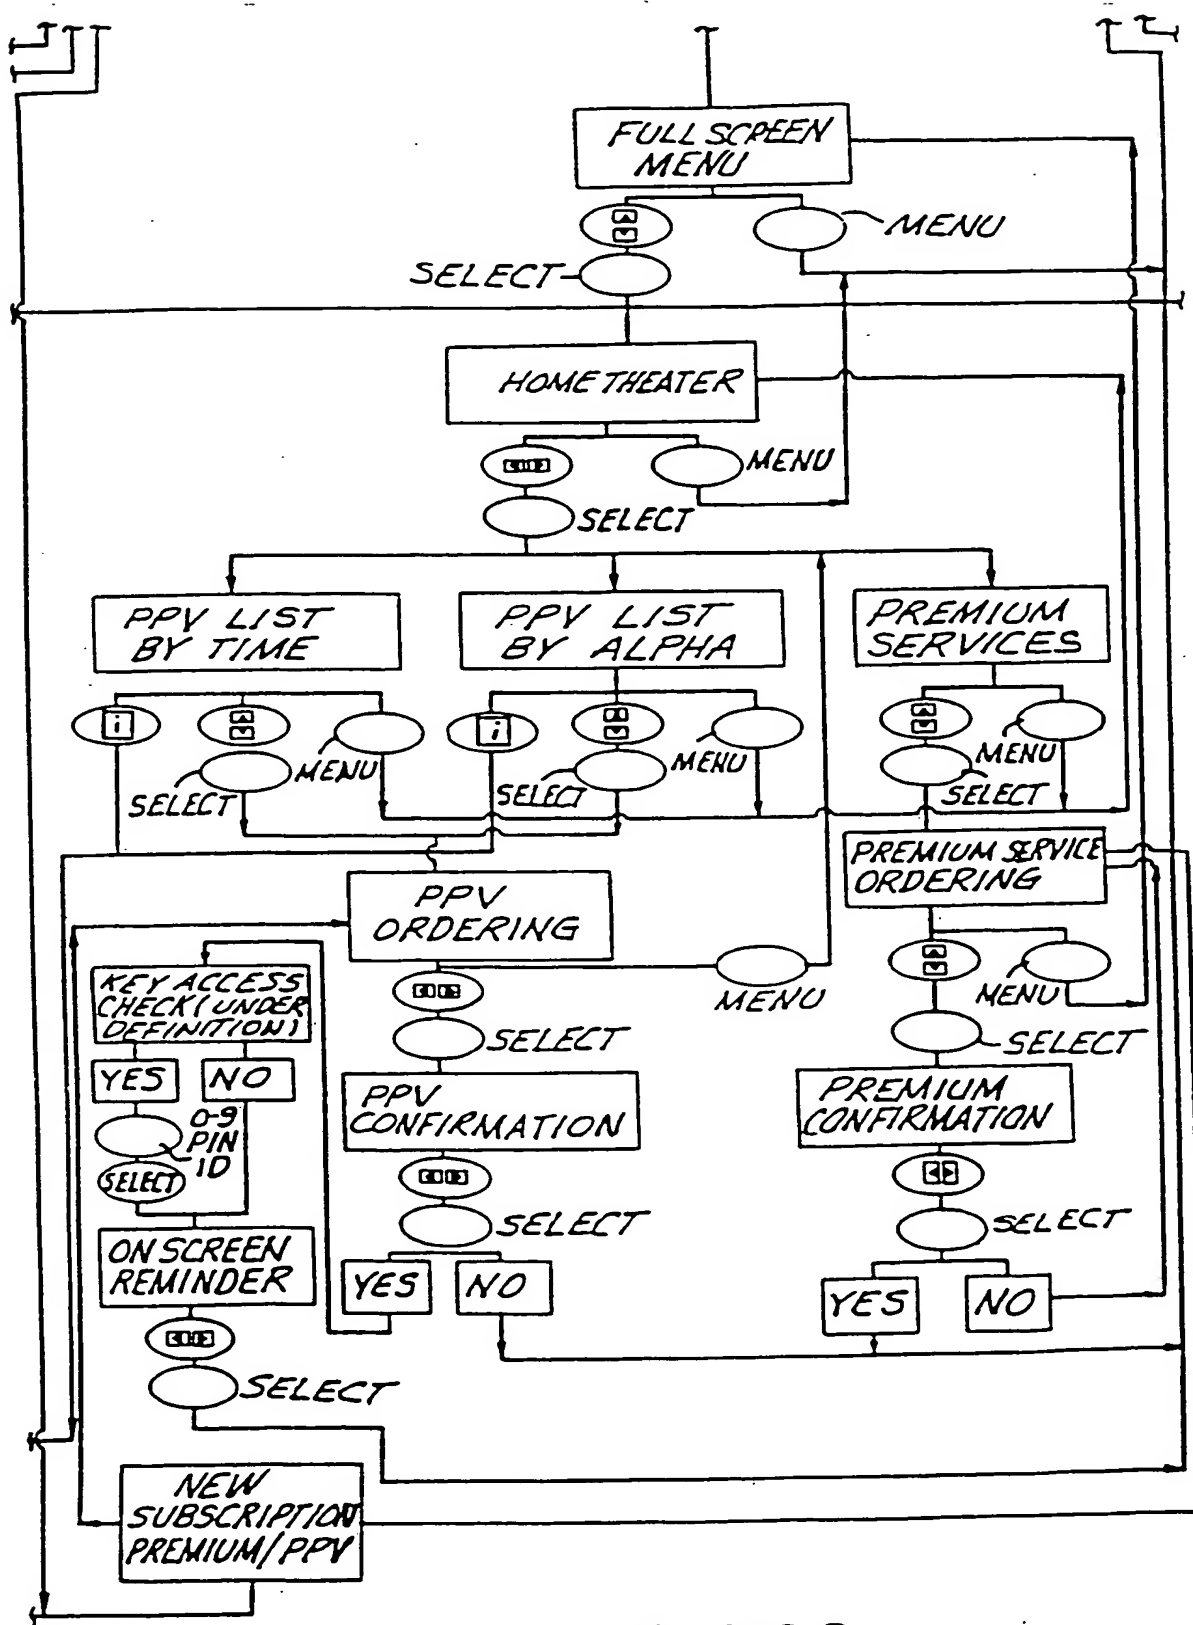 FULL SCREEN
MENU
MENU
SELECT
HOME THEATER
MENU
SELECT
PPV LIST
BY TIME
PPV LIST
BY ALPHA
PREMIUM
SERVICES
i
MENU
SELECT
i
MENU
SELECT
MENU
SELECT
PPV
ORDERING
PREMIUM SERVICE
ORDERING
MENU
MENU
KEY ACCESS
CHECK (UNDER
DEFINITION)
SELECT
SELECT
YES
NO
0-9
PIN
ID
SELECT
PPV
CONFIRMATION
PREMIUM
CONFIRMATION
SELECT
SELECT
ON SCREEN
REMINDER
YES
NO
YES
NO
SELECT
NEW
SUBSCRIPTION
PREMIUM/PPV